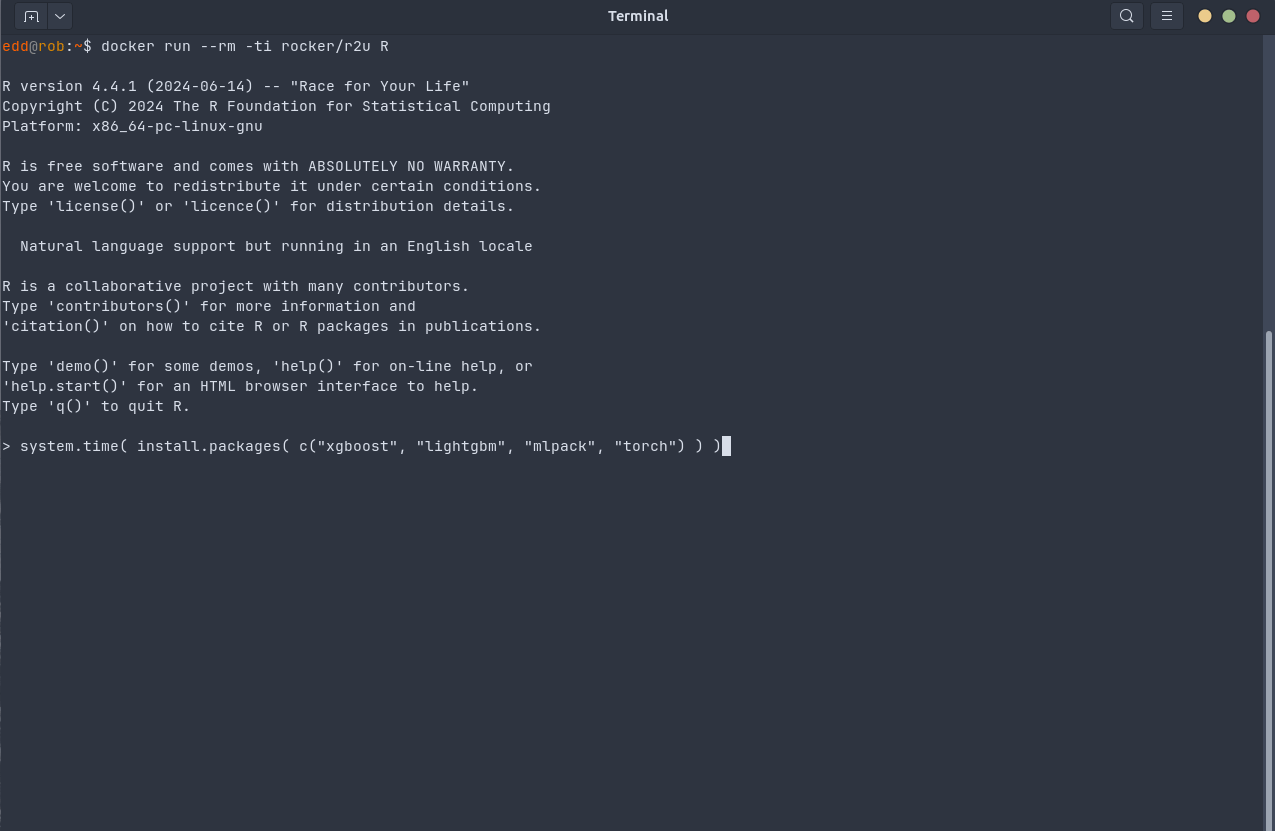 Terminal
edd@rob:~$ docker run --rm -ti rocker/r2u R
R version 4.4.1 (2024-06-14) -- "Race for Your Life"
Copyright (C) 2024 The R Foundation for Statistical Computing
Platform: x86_64-pc-linux-gnu
R is free software and comes with ABSOLUTELY NO WARRANTY.
You are welcome to redistribute it under certain conditions.
Type 'license()' or 'licence()' for distribution details.
  Natural language support but running in an English locale
R is a collaborative project with many contributors.
Type 'contributors()' for more information and
'citation()' on how to cite R or R packages in publications.
Type 'demo()' for some demos, 'help()' for on-line help, or
'help.start()' for an HTML browser interface to help.
Type 'q()' to quit R.
> system.time( install.packages( c("xgboost", "lightgbm", "mlpack", "torch") ) )